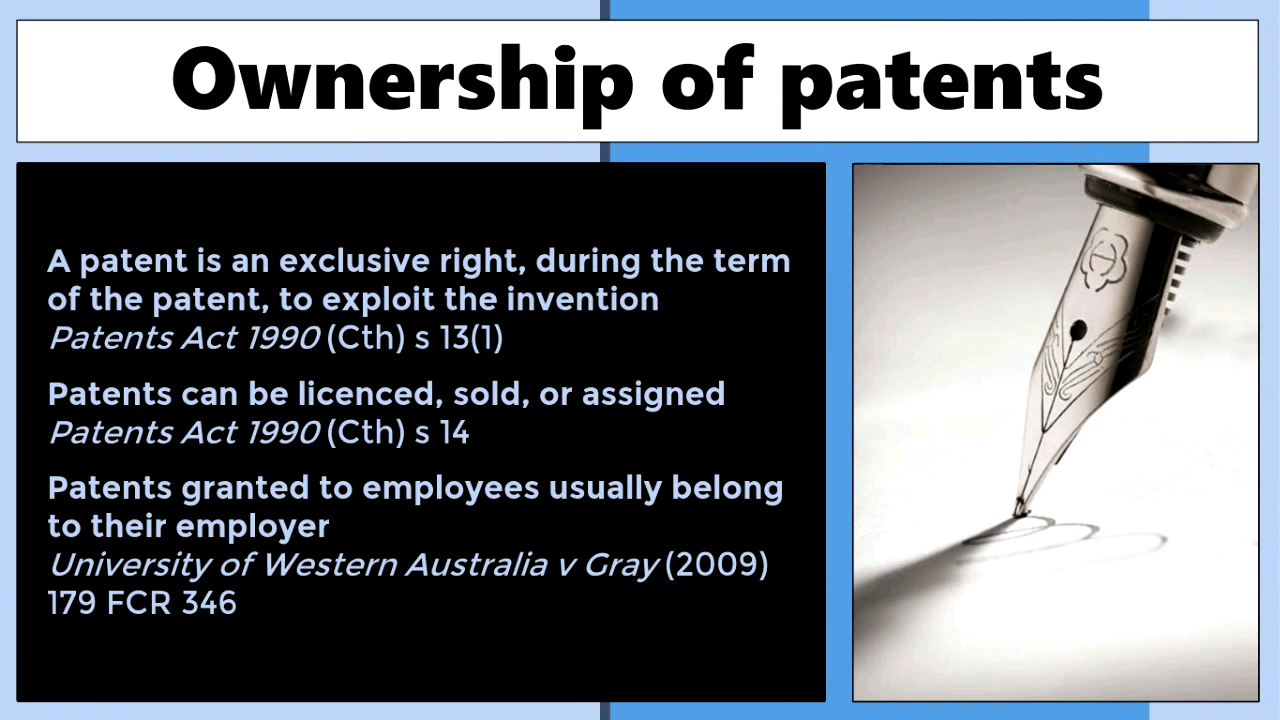 Ownership of patents
A patent is an exclusive right, during the term
of the patent, to exploit the invention
Patents Act 1990 (Cth) s 13(1)
Patents can be licenced, sold, or assigned
Patents Act 1990 (Cth) s 14
Patents granted to employees usually belong
to their employer
University of Western Australia v Gray (2009)
179 FCR 346